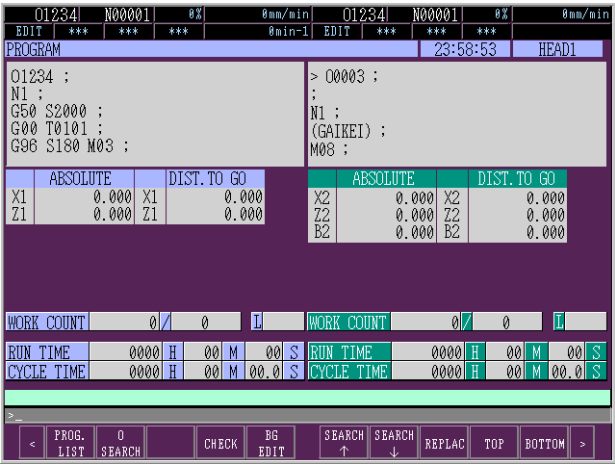 O1234 N00001 0% 0mm/min O1234 N00001 0% 0mm/min
EDIT *** *** *** 0min-1 EDIT *** *** ***
PROGRAM 23:58:53 HEAD1
O1234 ;
N1 ;
G50 S2000 ;
G00 T0101 ;
G96 S180 M03 ;
> O0003 ;
;
N1 ;
(GAIKEI) ;
M08 ;
ABSOLUTE DIST.TO GO
X1 0.000 X1 0.000
Z1 0.000 Z1 0.000
ABSOLUTE DIST.TO GO
X2 0.000 X2 0.000
Z2 0.000 Z2 0.000
B2 0.000 B2 0.000
WORK COUNT 0/ 0 L WORK COUNT 0/ 0 L
RUN TIME 0000 H 00 M 00 S RUN TIME 0000 H 00 M 00 S
CYCLE TIME 0000 H 00 M 00.0 S CYCLE TIME 0000 H 00 M 00.0 S
>_
< PROG. LIST O SEARCH CHECK BG EDIT SEARCH ↑ SEARCH ↓ REPLAC TOP BOTTOM >